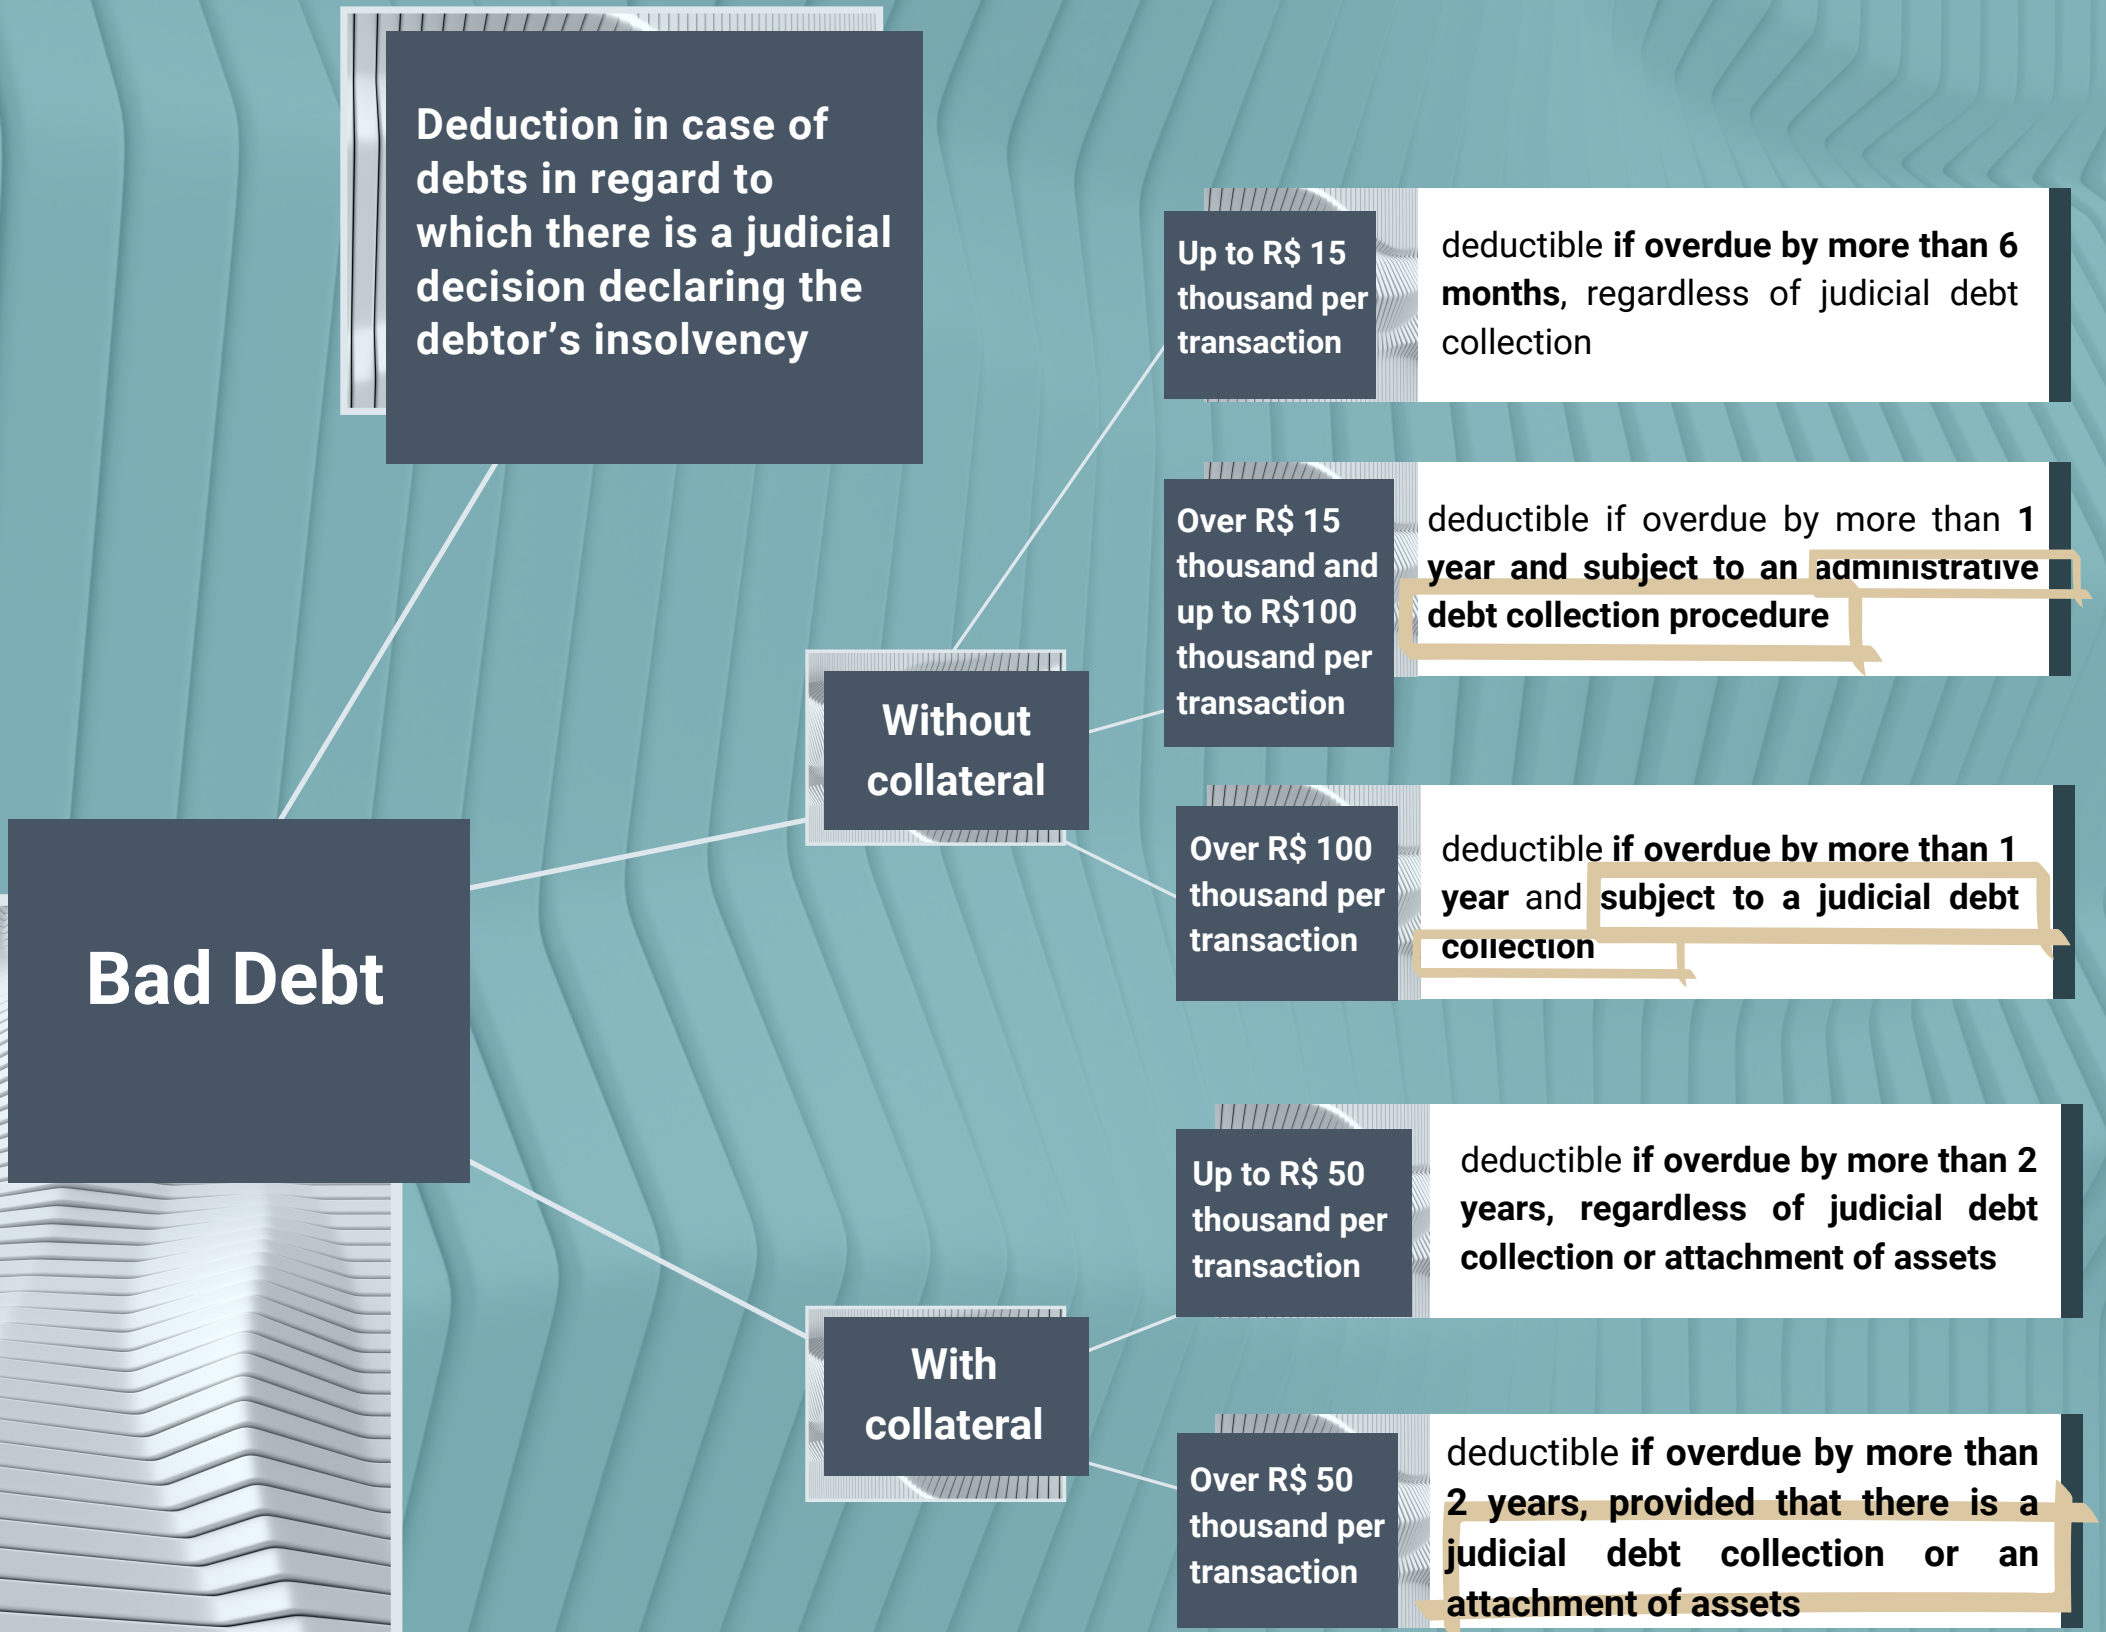 Deduction in case of
debts in regard to
which there is a judicial
decision declaring the
debtor’s insolvency
Bad Debt
Without
collateral
Up to R$ 15
thousand per
transaction
deductible if overdue by more than 6
months, regardless of judicial debt
collection
Over R$ 15
thousand and
up to R$100
thousand per
transaction
deductible if overdue by more than 1
year and subject to an administrative
debt collection procedure
Over R$ 100
thousand per
transaction
deductible if overdue by more than 1
year and subject to a judicial debt
collection
With
collateral
Up to R$ 50
thousand per
transaction
deductible if overdue by more than 2
years, regardless of judicial debt
collection or attachment of assets
Over R$ 50
thousand per
transaction
deductible if overdue by more than
2 years, provided that there is a
judicial debt collection or an
attachment of assets